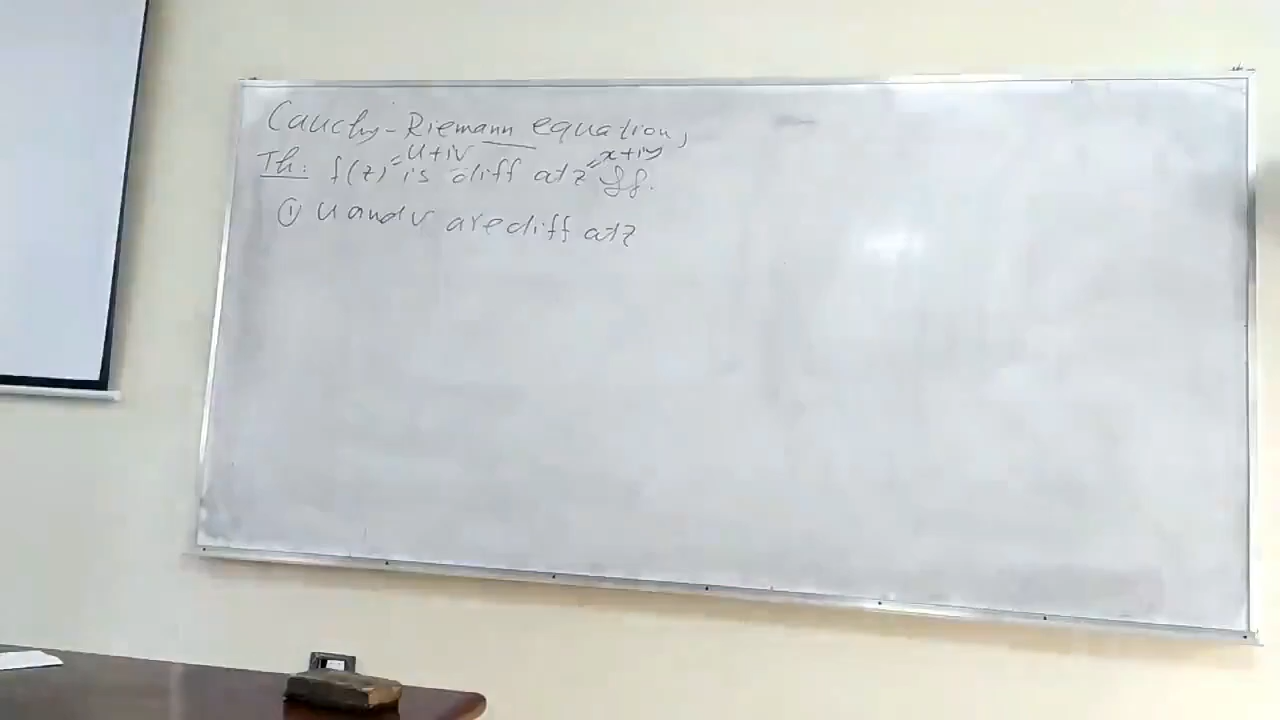 Cauchy-Riemann equation,
Th: f(z) = u+iv is diff at z = x+iy iff.
① u and v are diff at z